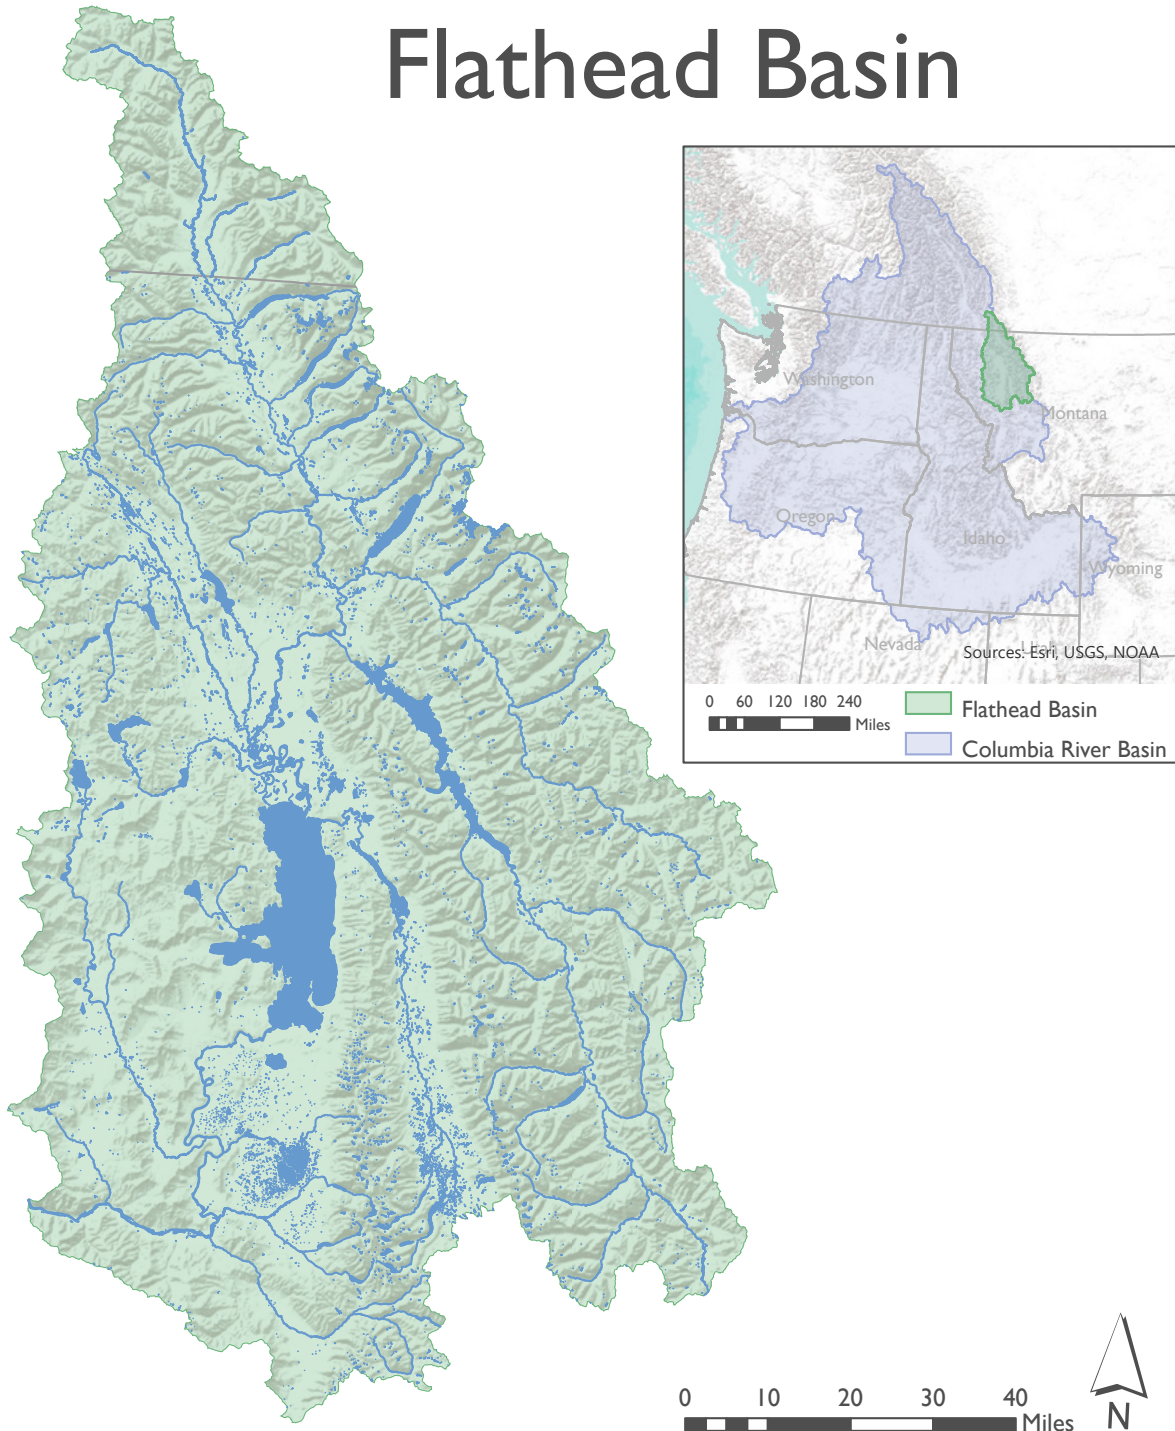 Flathead Basin
Washington
Montana
Oregon
Idaho
Wyoming
Nevada
Utah
Sources: Esri, USGS, NOAA
0 60 120 180 240
Miles
Flathead Basin
Columbia River Basin
0 10 20 30 40
Miles
N